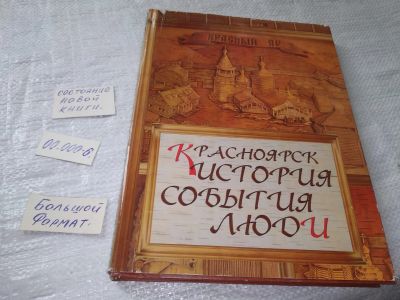 КРАСНЫЙ ЯР
КРАСНОЯРСК
ИСТОРИЯ
СОБЫТИЯ
ЛЮДИ
СОСТОЯНИЕ
НОВОЙ
КНИГИ.
00.000-Б
БОЛЬШОЙ
ФОРМАТ.